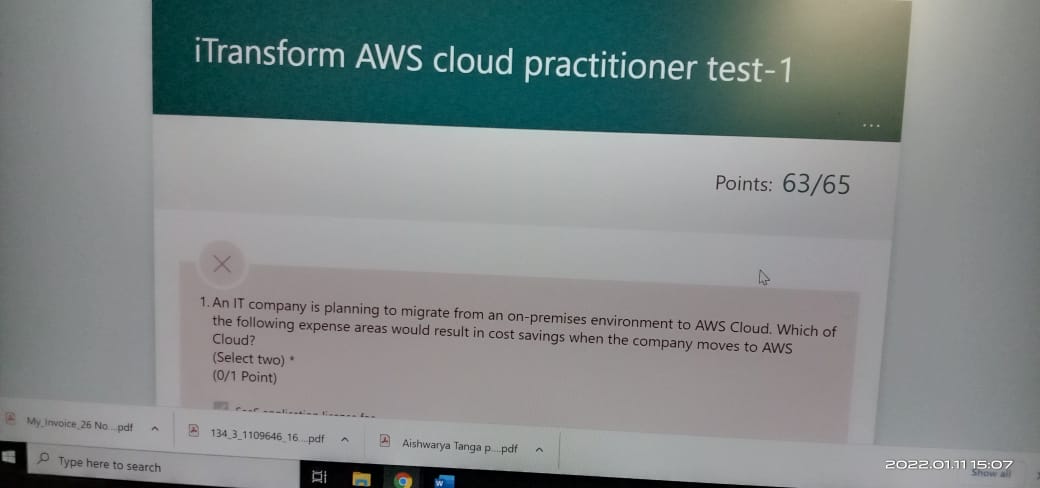 iTransform AWS cloud practitioner test-1
...
Points: 63/65
1. An IT company is planning to migrate from an on-premises environment to AWS Cloud. Which of
the following expense areas would result in cost savings when the company moves to AWS
Cloud?
(Select two) *
(0/1 Point)
My_Invoice_26 No....pdf
134_3_1109646_16....pdf
Aishwarya Tanga p....pdf
Show all
Type here to search
W
2022.01.11 15:07